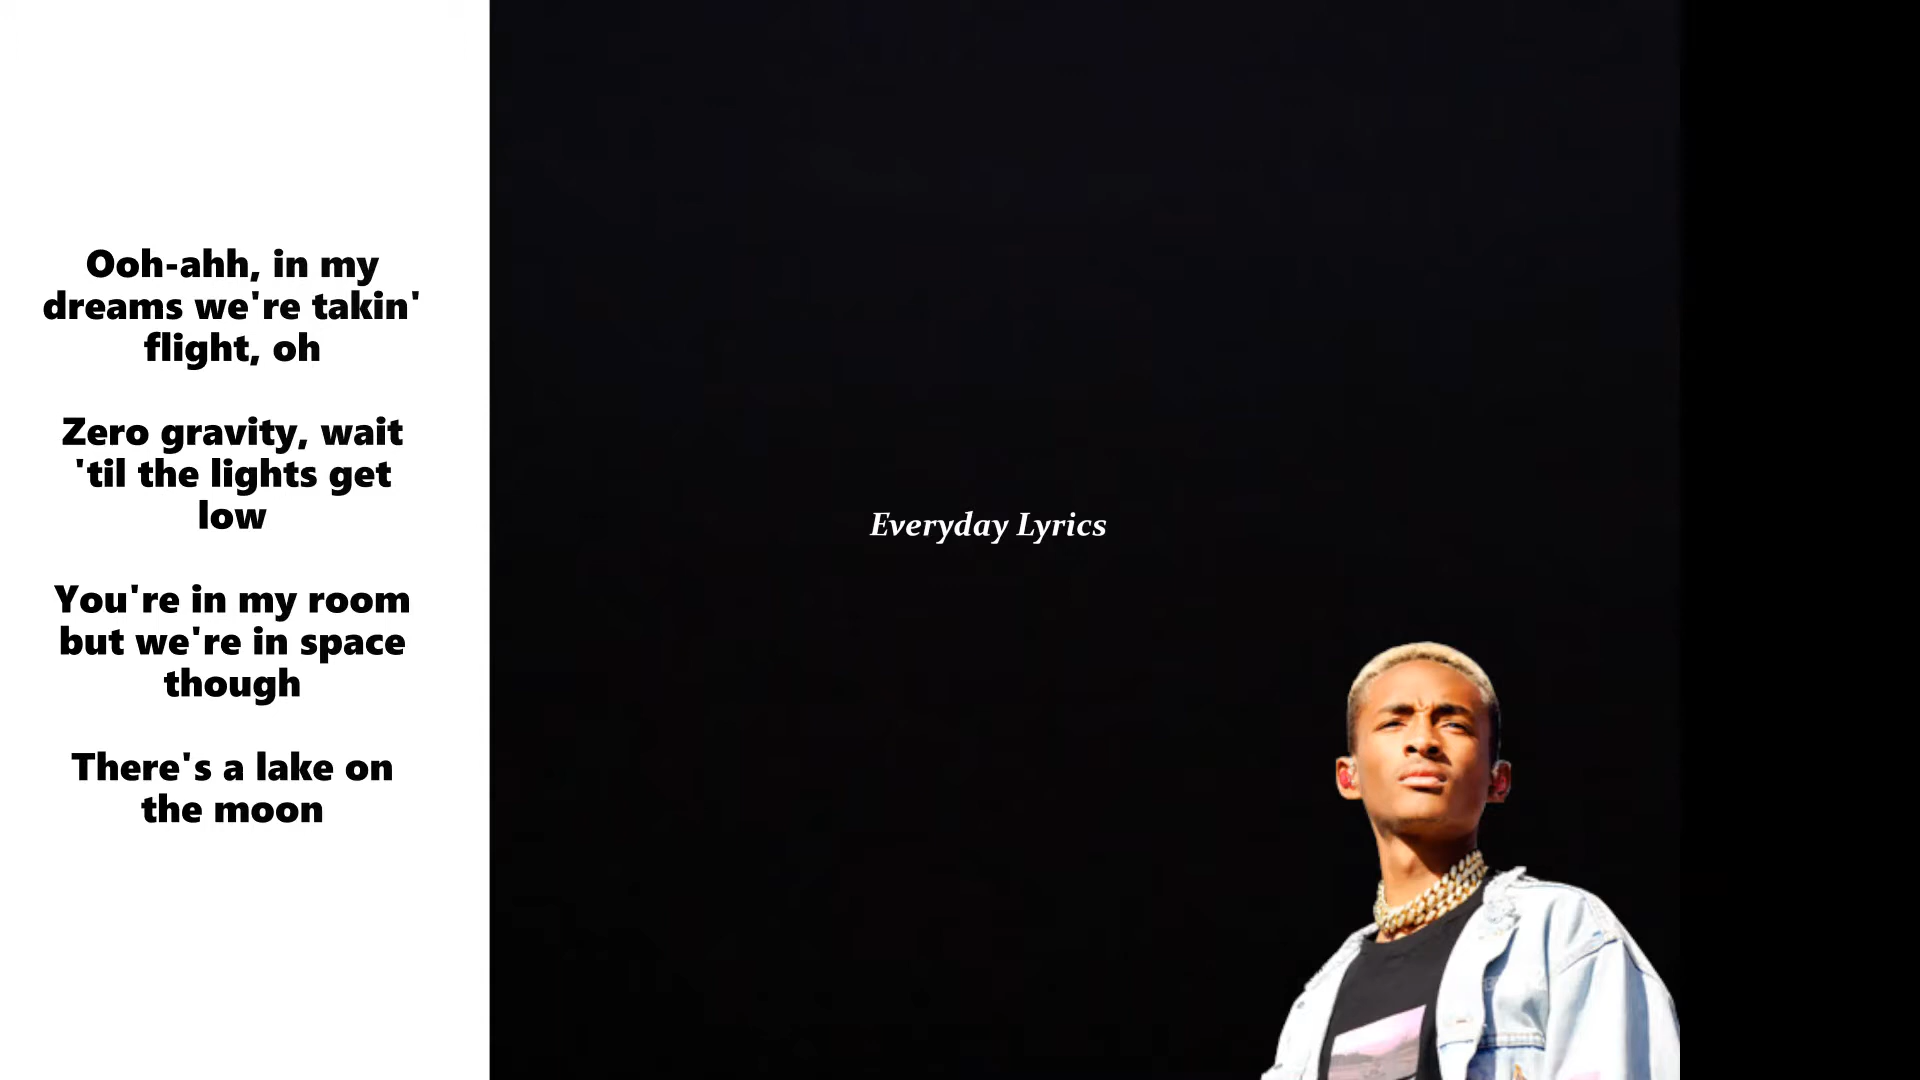 Ooh-ahh, in my
dreams we're takin'
flight, oh
Zero gravity, wait
'til the lights get
low
You're in my room
but we're in space
though
There's a lake on
the moon
Everyday Lyrics